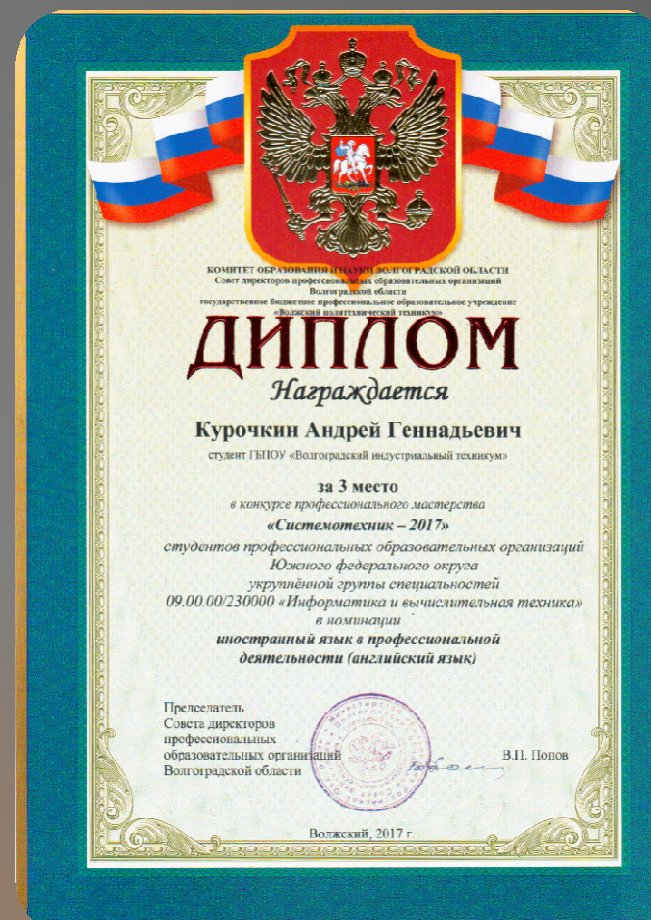 КОМИТЕТ ОБРАЗОВАНИЯ И НАУКИ ВОЛГОГРАДСКОЙ ОБЛАСТИ
Совет директоров профессиональных образовательных организаций
Волгоградской области
государственное бюджетное профессиональное образовательное учреждение
«Волжский политехнический техникум»
ДИПЛОМ
Награждается
Курочкин Андрей Геннадьевич
студент ГБПОУ «Волгоградский индустриальный техникум»
за 3 место
в конкурсе профессионального мастерства
«Системотехник – 2017»
студентов профессиональных образовательных организаций
Южного федерального округа
укрупнённой группы специальностей
09.00.00/230000 «Информатика и вычислительная техника»
в номинации
иностранный язык в профессиональной
деятельности (английский язык)
Председатель
Совета директоров
профессиональных
образовательных организаций
Волгоградской области
В.П. Попов
Волжский, 2017 г.